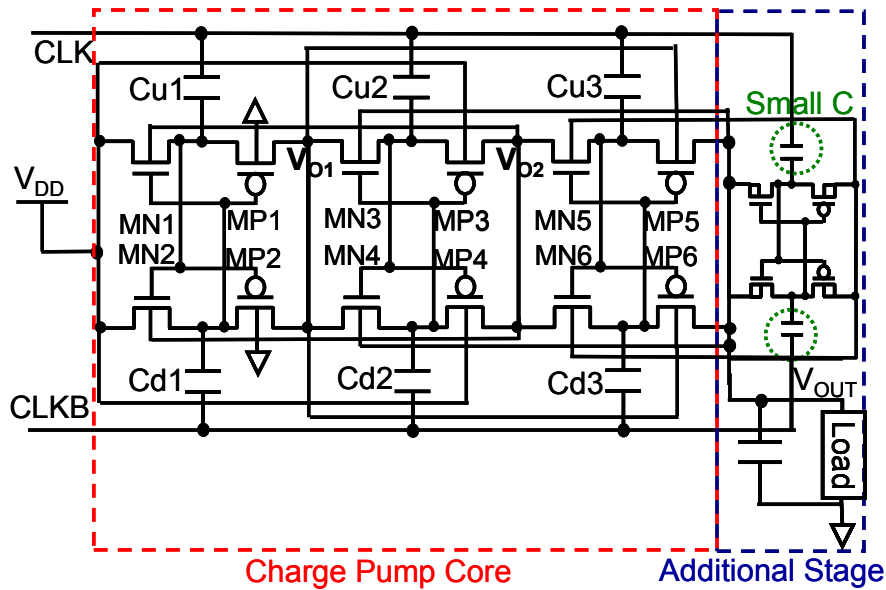 CLK
Cu1
Cu2
Cu3
Small C
VDD
VO1
VO2
MN1
MP1
MN3
MP3
MN5
MP5
MN2
MP2
MN4
MP4
MN6
MP6
Cd1
Cd2
Cd3
VOUT
CLKB
Load
Charge Pump Core
Additional Stage